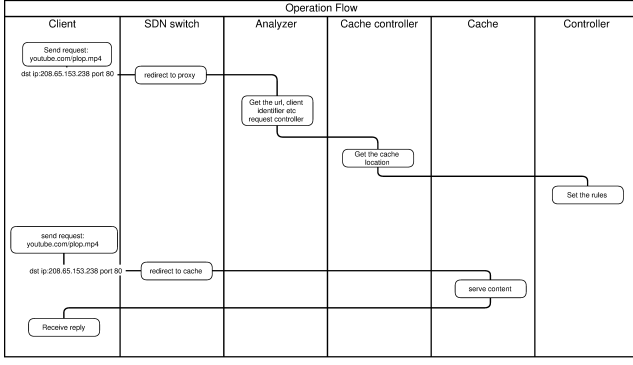 Operation Flow
Client
SDN switch
Analyzer
Cache controller
Cache
Controller
Send request:
youtube.com/plop.mp4
dst ip:208.65.153.238 port 80
redirect to proxy
Get the url, client
identifier etc
request controller
Get the cache
location
Set the rules
send request:
youtube.com/plop.mp4
dst ip:208.65.153.238 port 80
redirect to cache
serve content
Receive reply